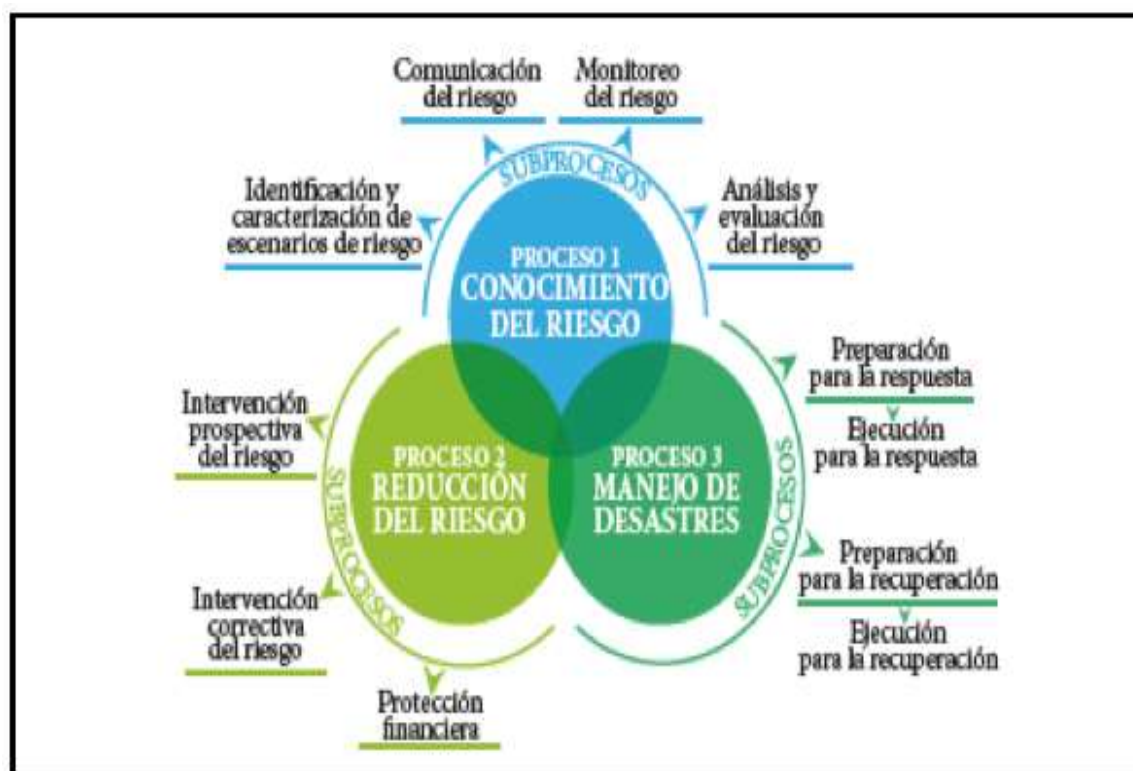 Comunicación
del riesgo
Monitoreo
del riesgo
SUBPROCESOS
Identificación y
caracterización de
escenarios de riesgo
Análisis y
evaluación
del riesgo
PROCESO 1
CONOCIMIENTO
DEL RIESGO
Intervención
prospectiva
del riesgo
SUBPROCESOS
PROCESO 2
REDUCCIÓN
DEL RIESGO
Intervención
correctiva
del riesgo
Protección
financiera
PROCESO 3
MANEJO DE
DESASTRES
SUBPROCESOS
Preparación
para la respuesta
Ejecución
para la respuesta
Preparación
para la recuperación
Ejecución
para la recuperación